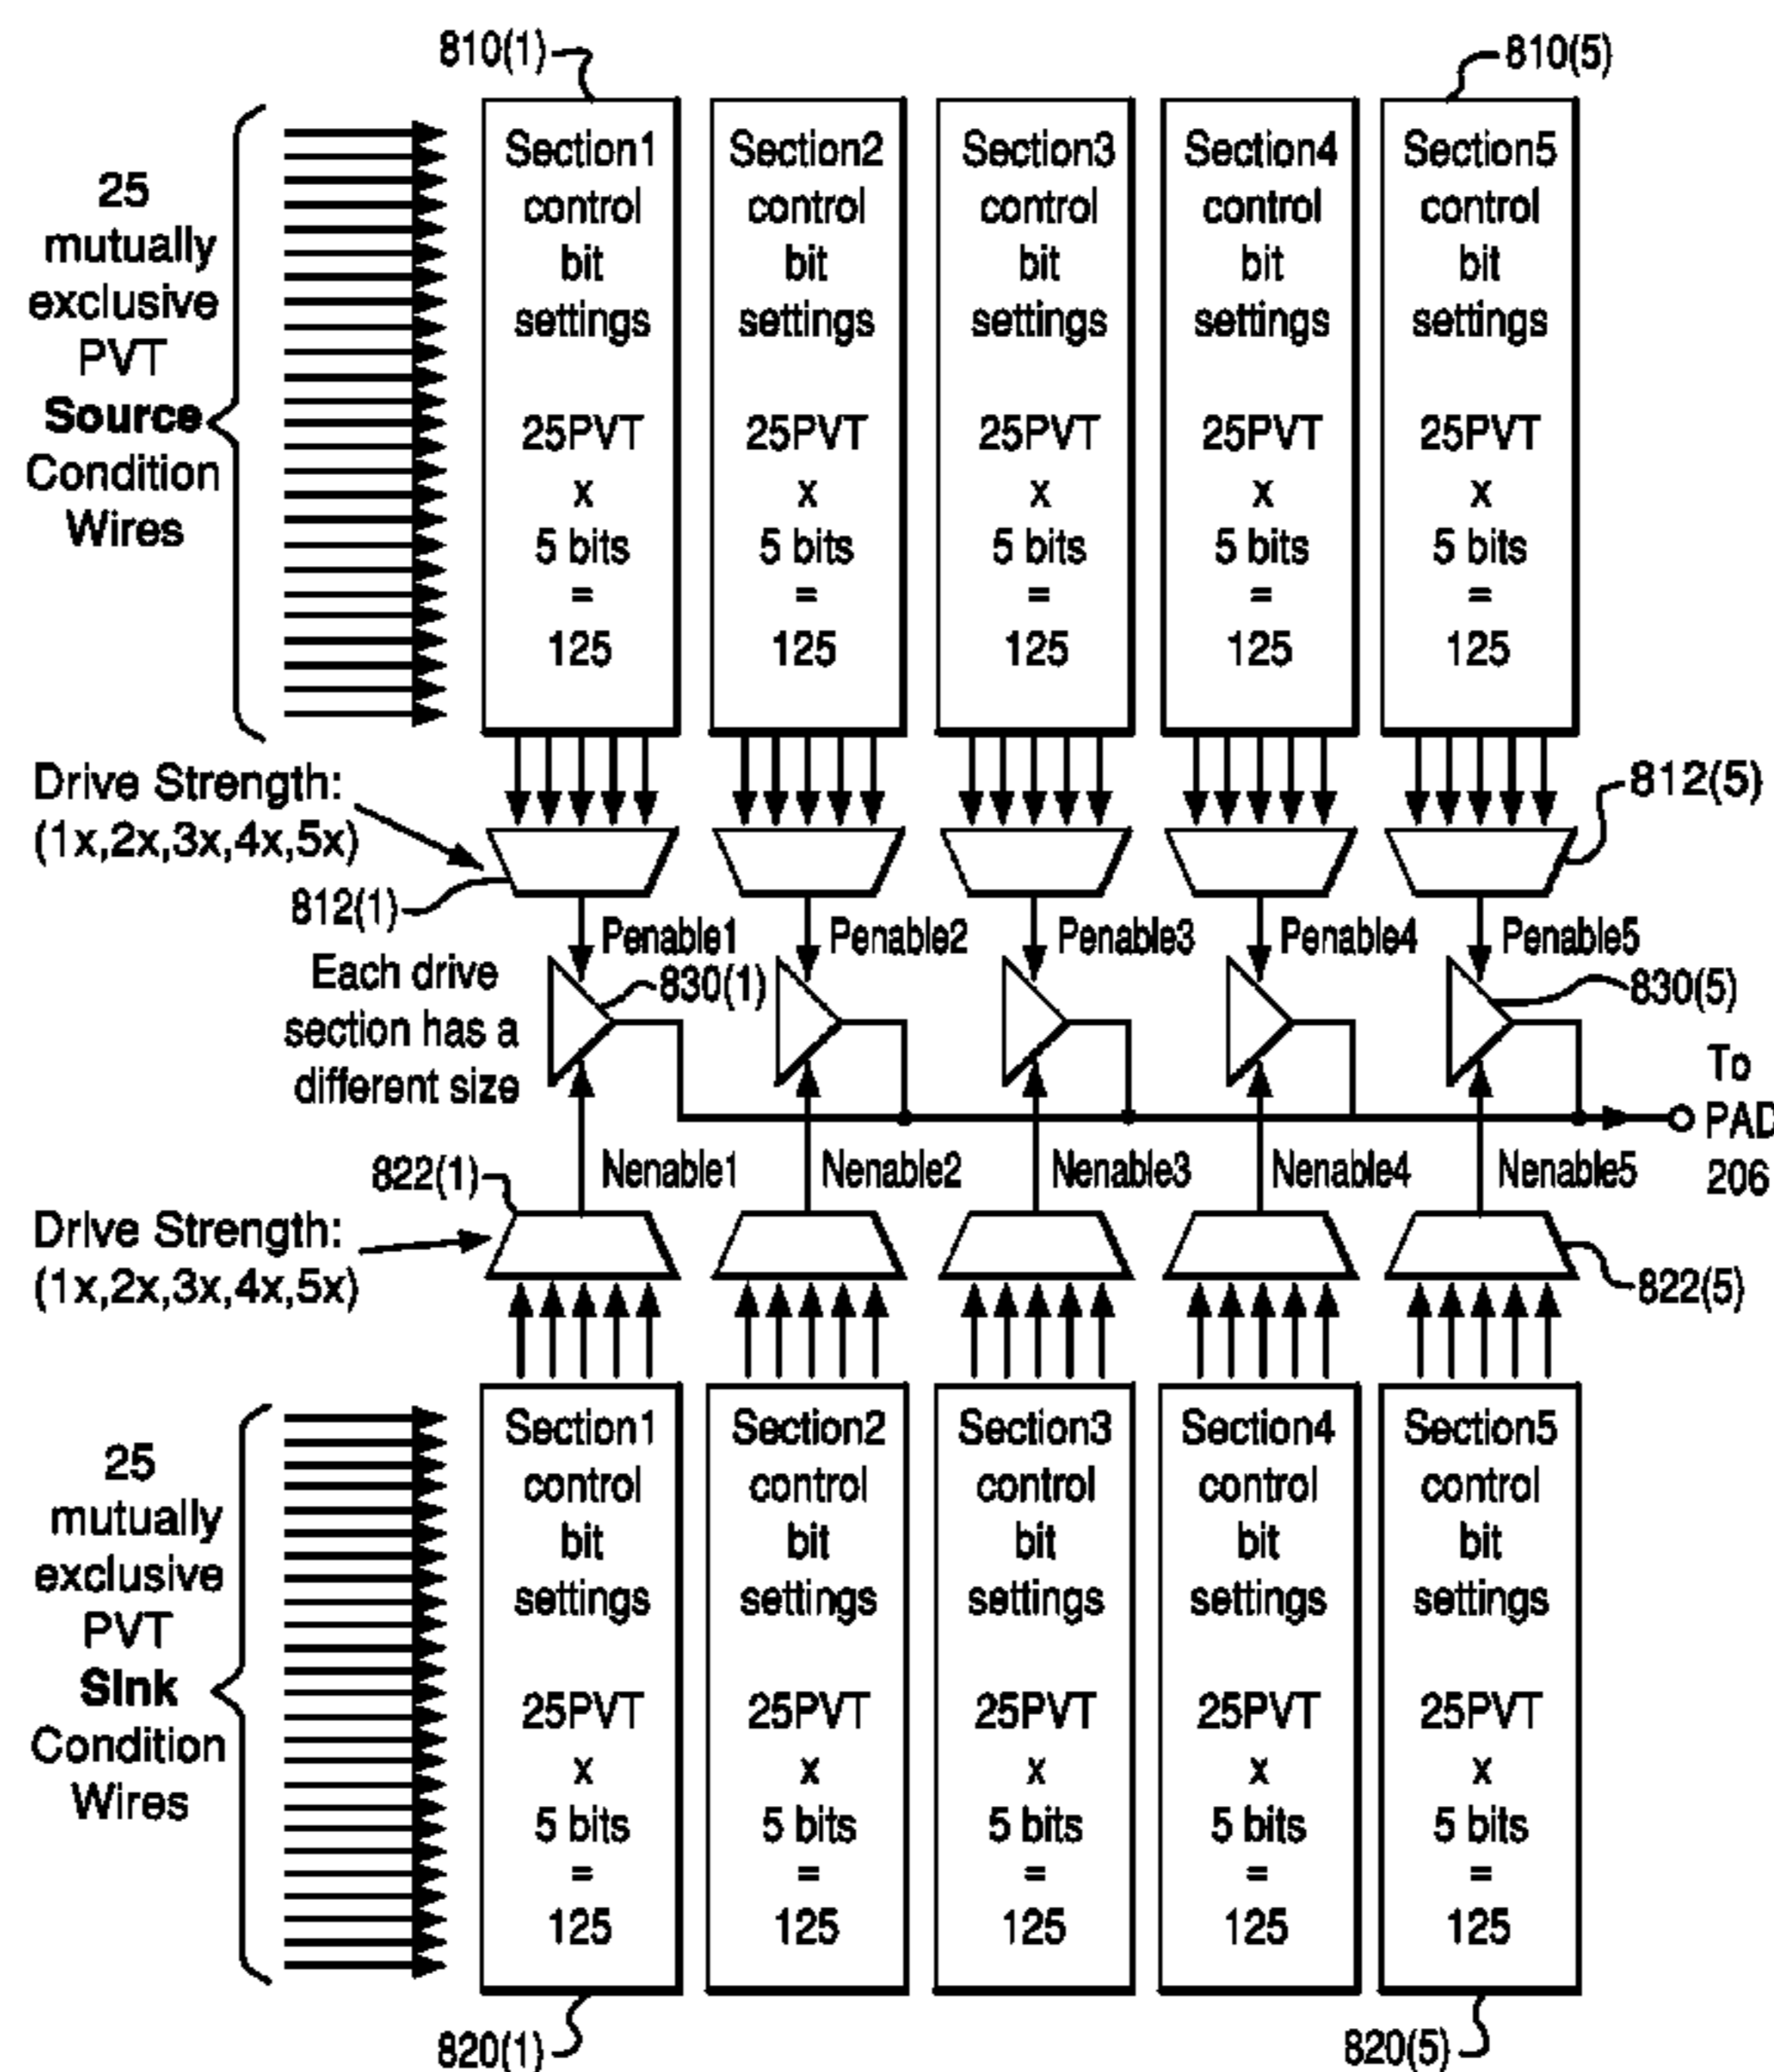 810(1)
810(5)
25
mutually
exclusive
PVT
Source
Condition
Wires
Section1
control
bit
settings
25PVT
x
5 bits
=
125
Section2
control
bit
settings
25PVT
x
5 bits
=
125
Section3
control
bit
settings
25PVT
x
5 bits
=
125
Section4
control
bit
settings
25PVT
x
5 bits
=
125
Section5
control
bit
settings
25PVT
x
5 bits
=
125
Drive Strength:
(1x,2x,3x,4x,5x)
812(1)
812(5)
Penable1
Penable2
Penable3
Penable4
Penable5
Each drive
section has a
different size
830(1)
830(5)
To
PAD
206
822(1)
Nenable1
Nenable2
Nenable3
Nenable4
Nenable5
Drive Strength:
(1x,2x,3x,4x,5x)
822(5)
25
mutually
exclusive
PVT
Sink
Condition
Wires
Section1
control
bit
settings
25PVT
x
5 bits
=
125
Section2
control
bit
settings
25PVT
x
5 bits
=
125
Section3
control
bit
settings
25PVT
x
5 bits
=
125
Section4
control
bit
settings
25PVT
x
5 bits
=
125
Section5
control
bit
settings
25PVT
x
5 bits
=
125
820(1)
820(5)